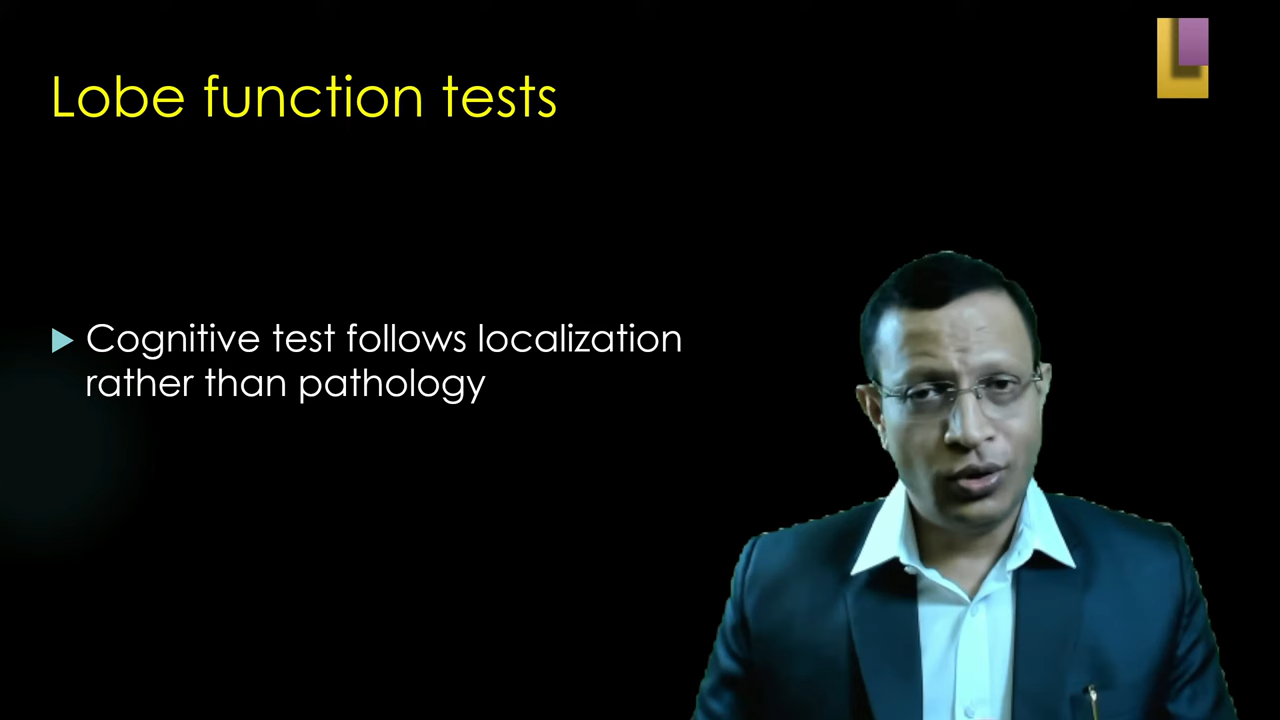 Lobe function tests
Cognitive test follows localization
rather than pathology